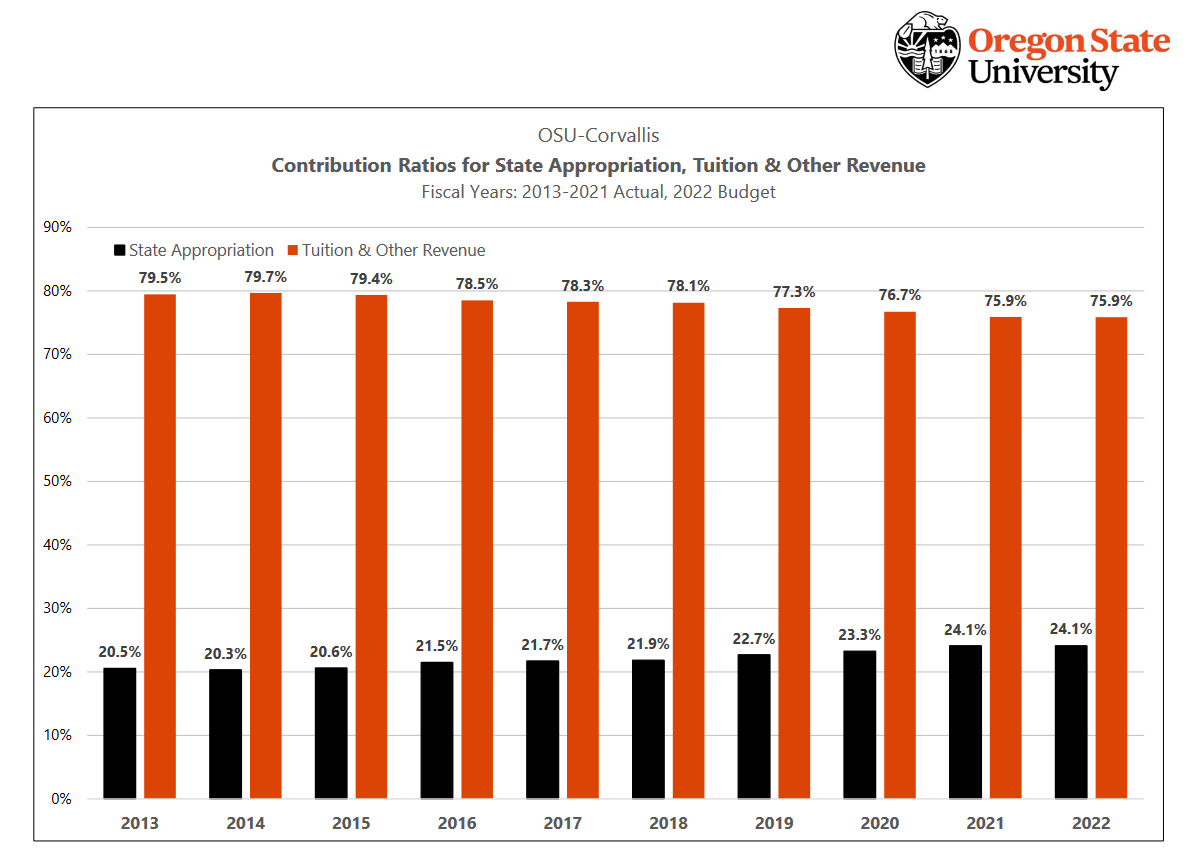 Oregon State
University
OSU-Corvallis
Contribution Ratios for State Appropriation, Tuition & Other Revenue
Fiscal Years: 2013-2021 Actual, 2022 Budget
90%
State Appropriation Tuition & Other Revenue
79.5% 79.7% 79.4% 78.5% 78.3% 78.1% 77.3% 76.7% 75.9% 75.9%
80%
70%
60%
50%
40%
30%
20.5% 20.3% 20.6% 21.5% 21.7% 21.9% 22.7% 23.3% 24.1% 24.1%
20%
10%
0%
2013 2014 2015 2016 2017 2018 2019 2020 2021 2022